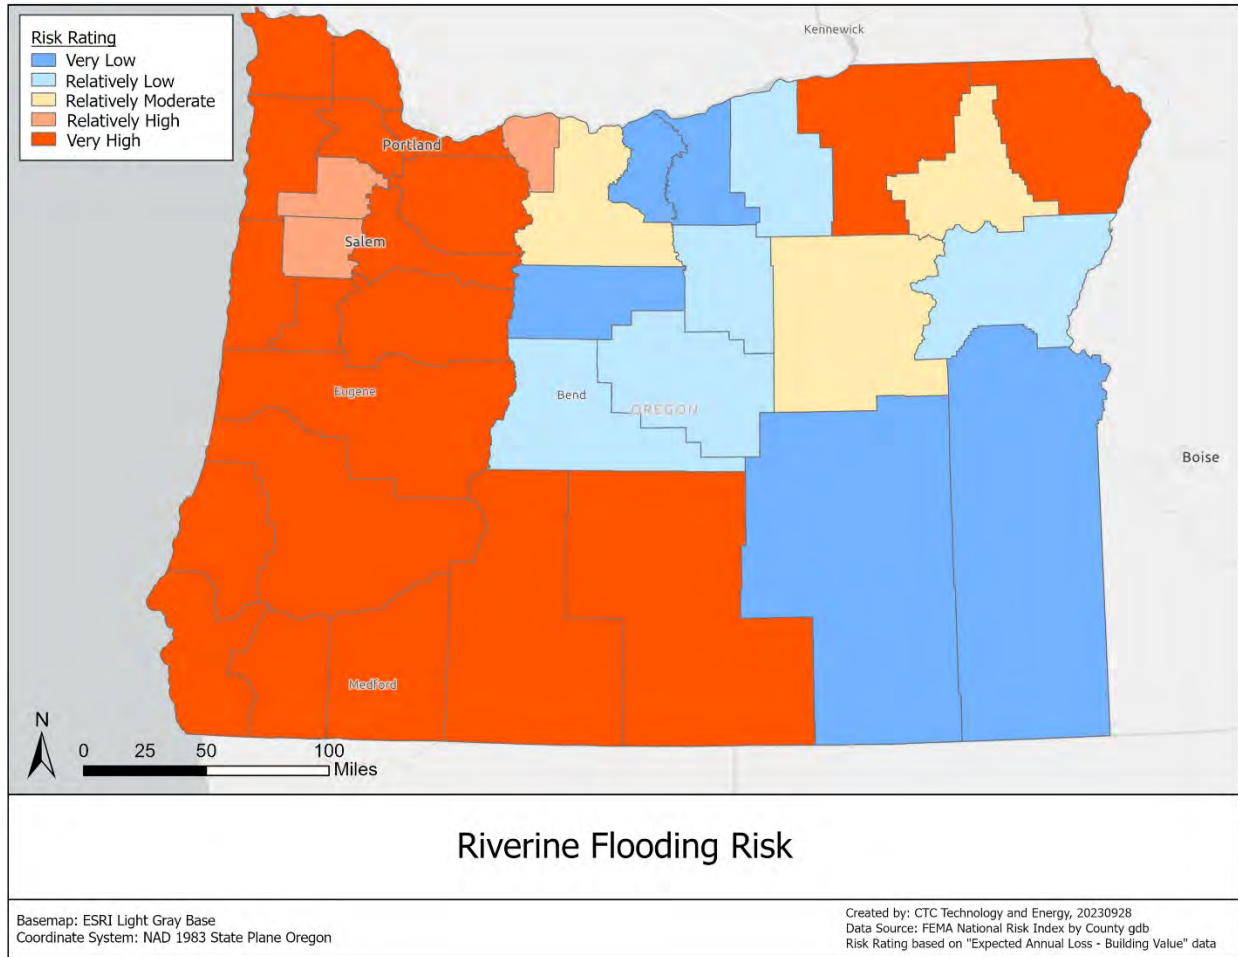 Risk Rating
Very Low
Relatively Low
Relatively Moderate
Relatively High
Very High
Kennewick
Portland
Salem
Eugene
Bend
OREGON
Boise
Medford
N
0 25 50 100
Miles
Riverine Flooding Risk
Basemap: ESRI Light Gray Base
Coordinate System: NAD 1983 State Plane Oregon
Created by: CTC Technology and Energy, 20230928
Data Source: FEMA National Risk Index by County gdb
Risk Rating based on "Expected Annual Loss - Building Value" data